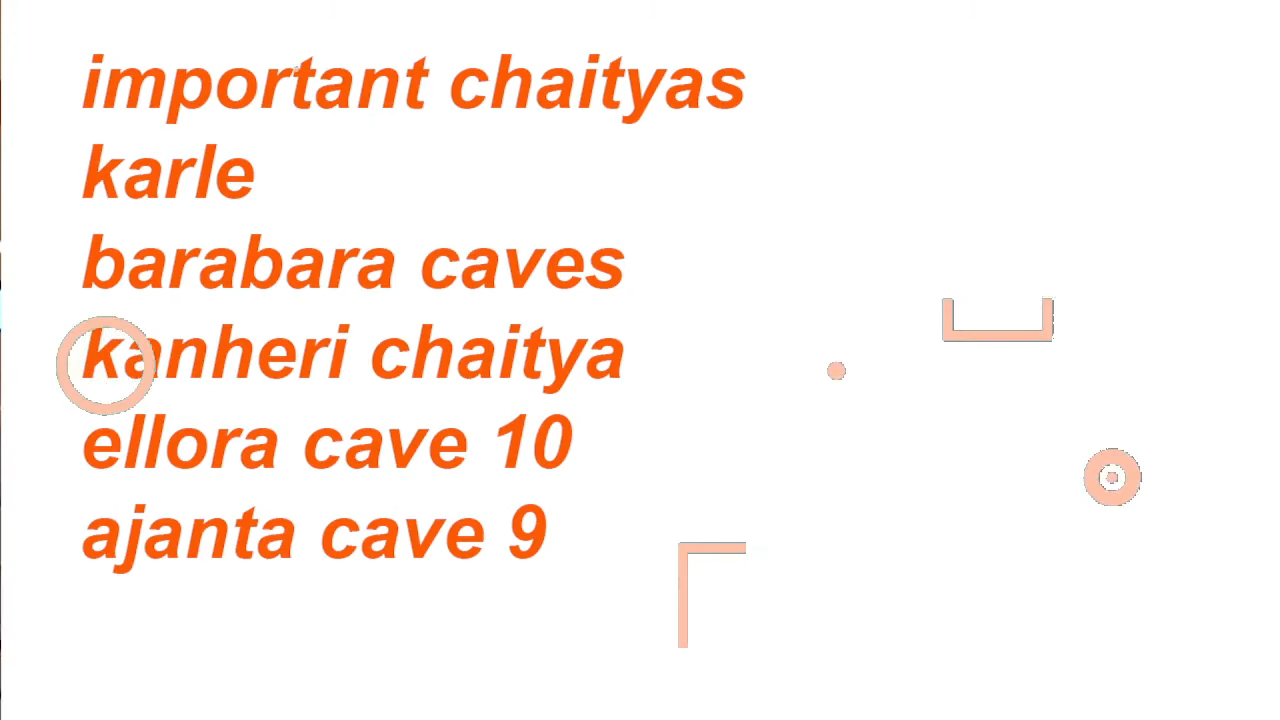 important chaityas
karle
barabara caves
kanheri chaitya
ellora cave 10
ajanta cave 9